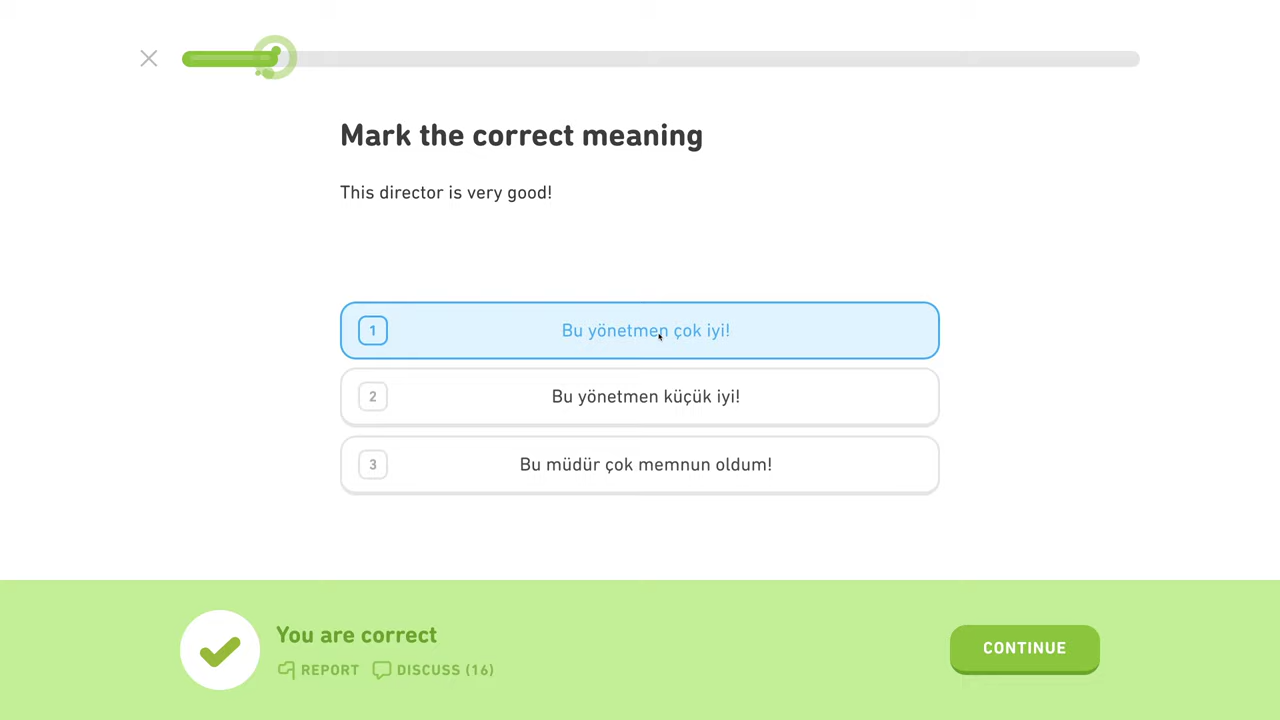 Mark the correct meaning
This director is very good!
1 Bu yönetmen çok iyi!
2 Bu yönetmen küçük iyi!
3 Bu müdür çok memnun oldum!
You are correct
REPORT DISCUSS (16)
CONTINUE